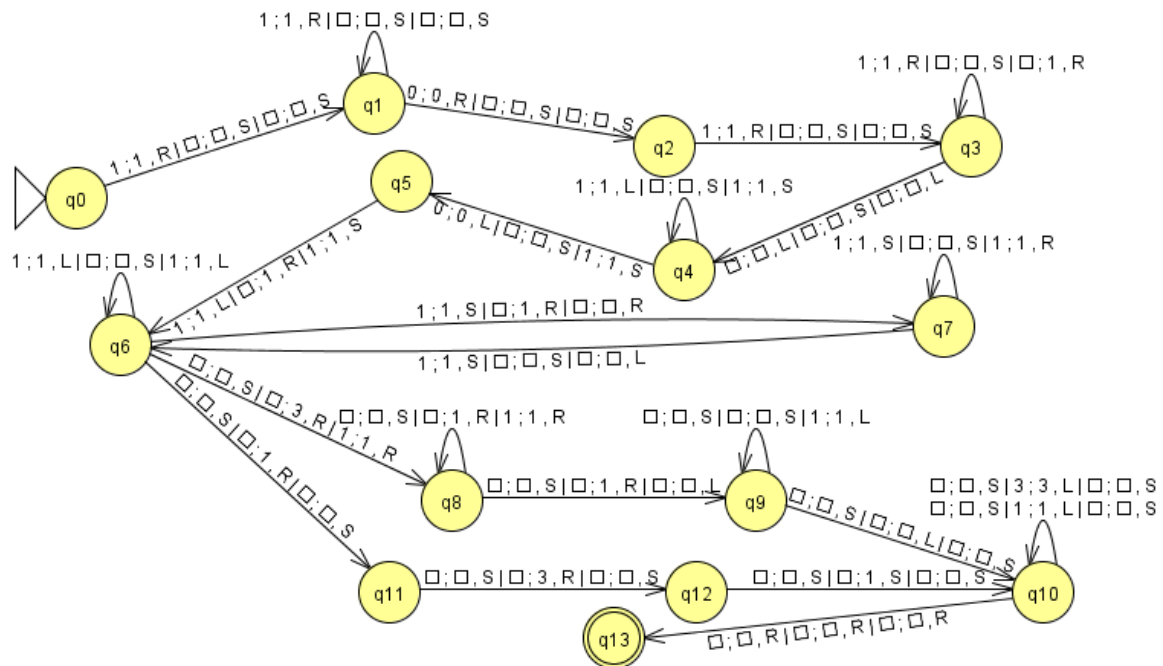 1 ; 1 , R | □ ; □ , S | □ ; □ , S
1 ; 1 , R | □ ; □ , S | □ ; 1 , R
q1
0 ; 0 , R | □ ; □ , S | □ ; □ , S
1 ; 1 , R | □ ; □ , S | □ ; □ , S
q2
1 ; 1 , R | □ ; □ , S | □ ; □ , S
q3
q0
q5
1 ; 1 , L | □ ; □ , S | 1 ; 1 , S
0 ; 0 , L | □ ; □ , S | 1 ; 1 , S
□ ; □ , L | □ ; □ , S | □ ; □ , L
q4
1 ; 1 , S | □ ; □ , S | 1 ; 1 , R
1 ; 1 , L | □ ; □ , S | 1 ; 1 , L
1 ; 1 , L | □ ; 1 , R | 1 ; 1 , S
1 ; 1 , S | □ ; 1 , R | □ ; □ , R
q7
q6
1 ; 1 , S | □ ; □ , S | □ ; □ , L
□ ; □ , S | □ ; 3 , R | 1 ; 1 , R
□ ; □ , S | □ ; 1 , R | □ ; □ , S
□ ; □ , S | □ ; 1 , R | 1 ; 1 , R
□ ; □ , S | □ ; □ , S | 1 ; 1 , L
q8
□ ; □ , S | □ ; 1 , R | □ ; □ , L
q9
□ ; □ , S | □ ; □ , L | □ ; □ , S
□ ; □ , S | 3 ; 3 , L | □ ; □ , S
□ ; □ , S | 1 ; 1 , L | □ ; □ , S
q11
□ ; □ , S | □ ; 3 , R | □ ; □ , S
q12
□ ; □ , S | □ ; 1 , S | □ ; □ , S
q10
q13
□ ; □ , R | □ ; □ , R | □ ; □ , R